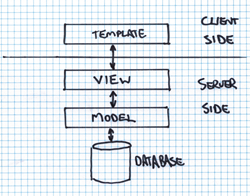 CLIENT
TEMPLATE
SIDE
VIEW
SERVER
SIDE
MODEL
DATABASE